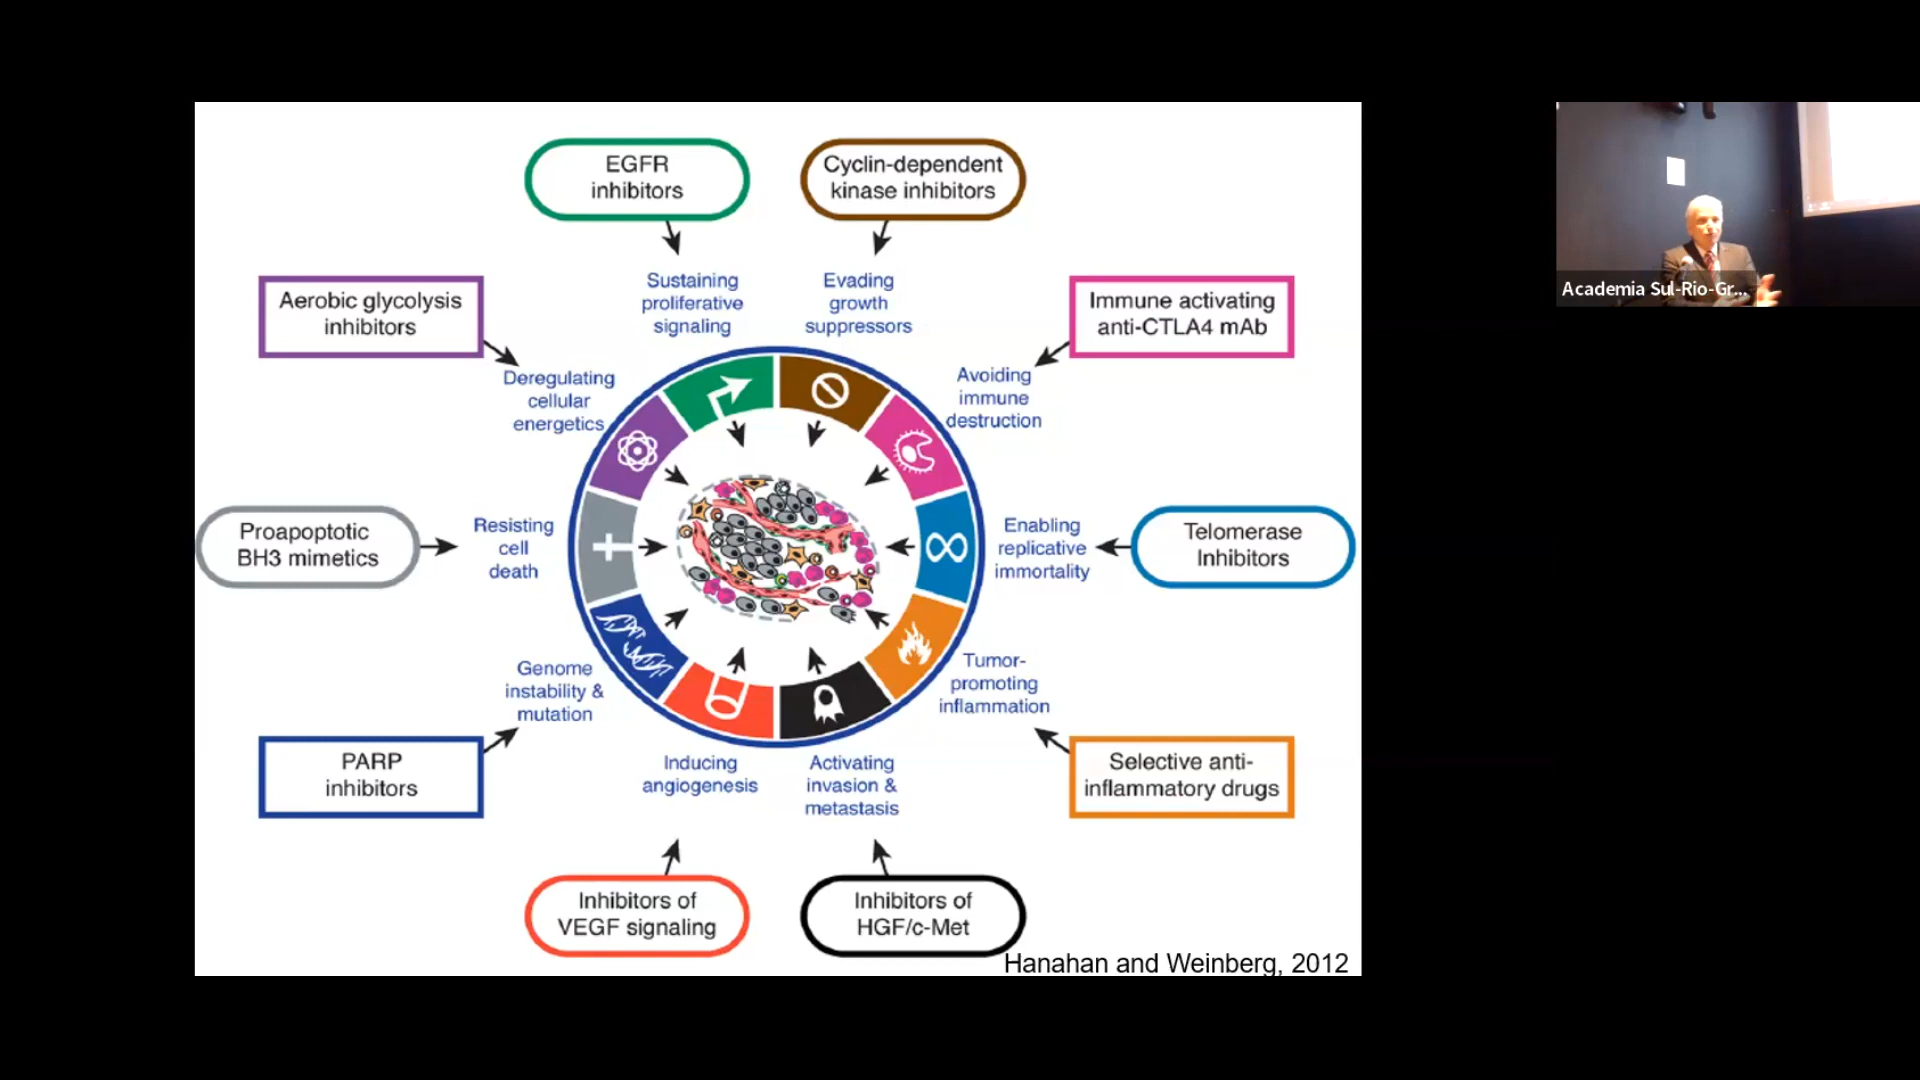 EGFR
inhibitors
Cyclin-dependent
kinase inhibitors
Sustaining
proliferative
signaling
Evading
growth
suppressors
Aerobic glycolysis
inhibitors
Immune activating
anti-CTLA4 mAb
Deregulating
cellular
energetics
Avoiding
immune
destruction
Proapoptotic
BH3 mimetics
Resisting
cell
death
Enabling
replicative
immortality
Telomerase
Inhibitors
Genome
instability &
mutation
Tumor-
promoting
inflammation
PARP
inhibitors
Inducing
angiogenesis
Activating
invasion &
metastasis
Selective anti-
inflammatory drugs
Inhibitors of
VEGF signaling
Inhibitors of
HGF/c-Met
Hanahan and Weinberg, 2012
Academia Sul-Rio-Gr...